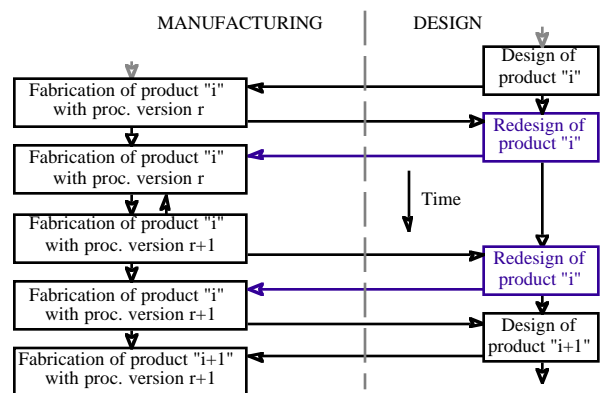 MANUFACTURING
DESIGN
Design of
product "i"
Fabrication of product "i"
with proc. version r
Redesign of
product "i"
Fabrication of product "i"
with proc. version r
Time
Fabrication of product "i"
with proc. version r+1
Redesign of
product "i"
Fabrication of product "i"
with proc. version r+1
Design of
product "i+1"
Fabrication of product "i+1"
with proc. version r+1